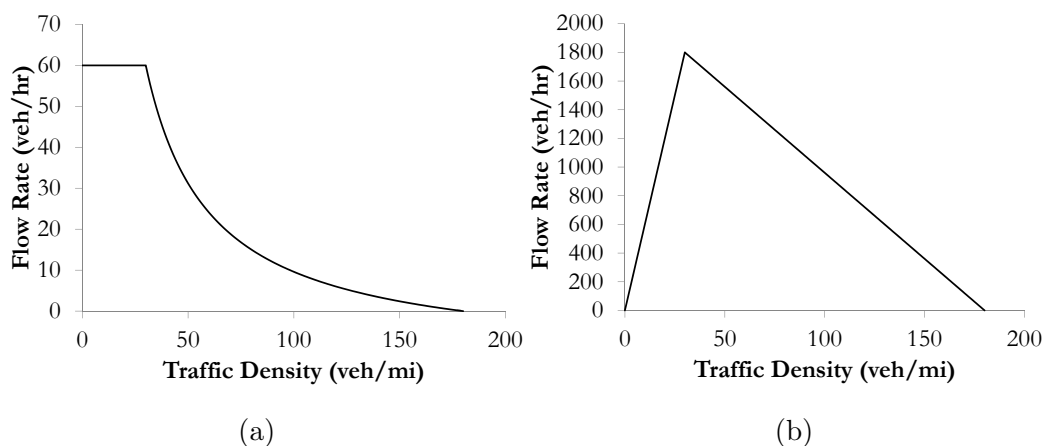 70
60
50
40
30
20
10
0
0 50 100 150 200
Flow Rate (veh/hr)
Traffic Density (veh/mi)
(a)
2000
1800
1600
1400
1200
1000
800
600
400
200
0
0 50 100 150 200
Flow Rate (veh/hr)
Traffic Density (veh/mi)
(b)